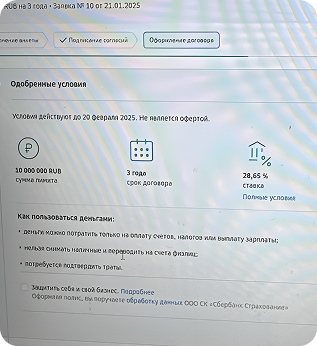 RUB на 3 года • Заявка № 10 от 21.01.2025
нение анкеты
Подписание согласий
Оформление договора
Одобренные условия
Условия действуют до 20 февраля 2025. Не является офертой.
10 000 000 RUB
сумма лимита
3 года
срок договора
28,65 %
ставка
Полные условия
Как пользоваться деньгами:
• деньги можно потратить только на оплату счетов, налогов или выплату зарплаты;
• нельзя снимать наличные и переводить на счета физлиц;
• потребуется подтвердить траты.
Защитить себя и свой бизнес. Подробнее
Оформляя полис, вы поручаете обработку данных ООО СК «Сбербанк Страхование»